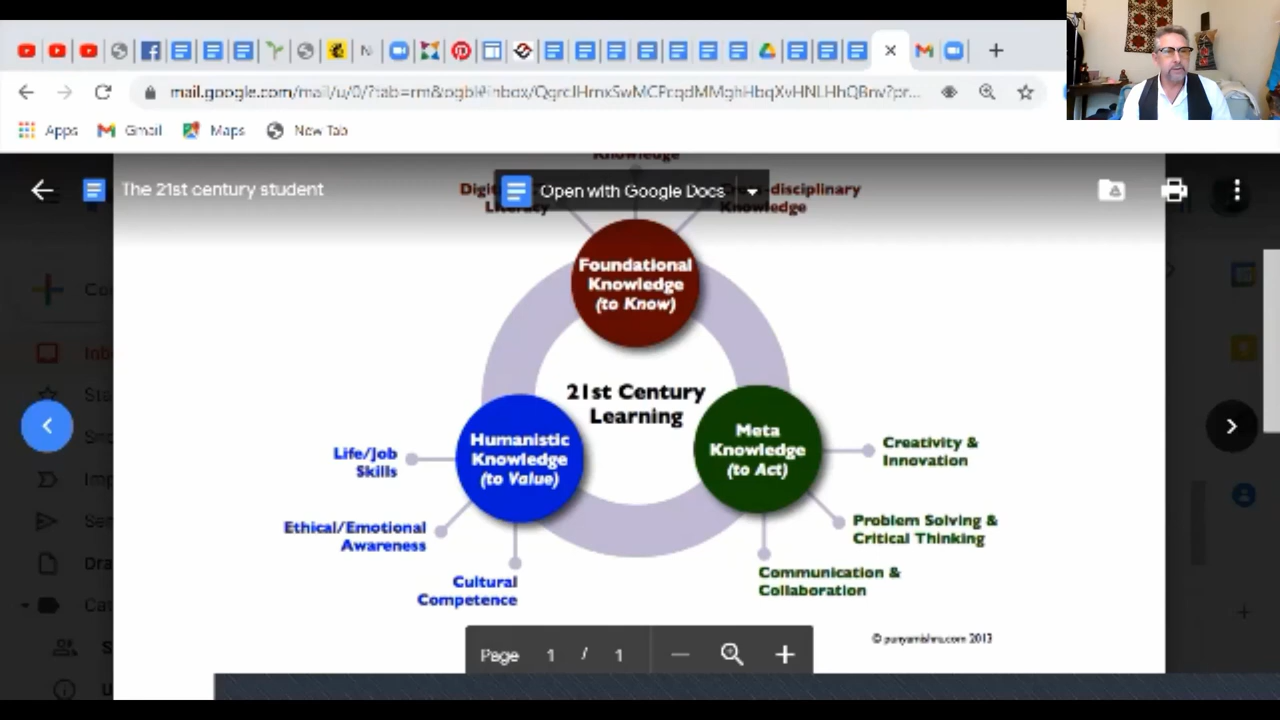 mail.google.com/mail/u/0/?tab=rm&ogbl#inbox/QgrcJHrnxSwMCPcqdMMghHbqXvHNLHhQBnv?pr...
Apps Gmail Maps New Tab
Knowledge
The 21st century student
Open with Google Docs
Literacy
Knowledge
Foundational
Knowledge
(to Know)
21st Century
Learning
Humanistic
Knowledge
(to Value)
Meta
Knowledge
(to Act)
Life/Job
Skills
Creativity &
Innovation
Ethical/Emotional
Awareness
Problem Solving &
Critical Thinking
Cultural
Competence
Communication &
Collaboration
© punyamishra.com 2013
Page 1 / 1